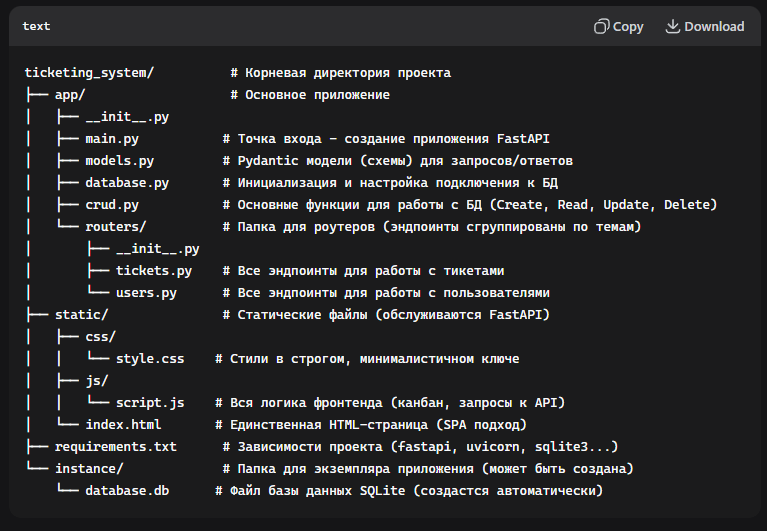 text
Copy
Download
ticketing_system/          # Корневая директория проекта
├── app/                   # Основное приложение
│   ├── __init__.py
│   ├── main.py           # Точка входа - создание приложения FastAPI
│   ├── models.py         # Pydantic модели (схемы) для запросов/ответов
│   ├── database.py       # Инициализация и настройка подключения к БД
│   ├── crud.py           # Основные функции для работы с БД (Create, Read, Update, Delete)
│   └── routers/          # Папка для роутеров (эндпоинты сгруппированы по темам)
│       ├── __init__.py
│       ├── tickets.py    # Все эндпоинты для работы с тикетами
│       └── users.py      # Все эндпоинты для работы с пользователями
├── static/               # Статические файлы (обслуживаются FastAPI)
│   ├── css/
│   │   └── style.css    # Стили в строгом, минималистичном ключе
│   ├── js/
│   │   └── script.js    # Вся логика фронтенда (канбан, запросы к API)
│   └── index.html       # Единственная HTML-страница (SPA подход)
├── requirements.txt      # Зависимости проекта (fastapi, uvicorn, sqlite3...)
└── instance/             # Папка для экземпляра приложения (может быть создана)
    └── database.db      # Файл базы данных SQLite (создастся автоматически)